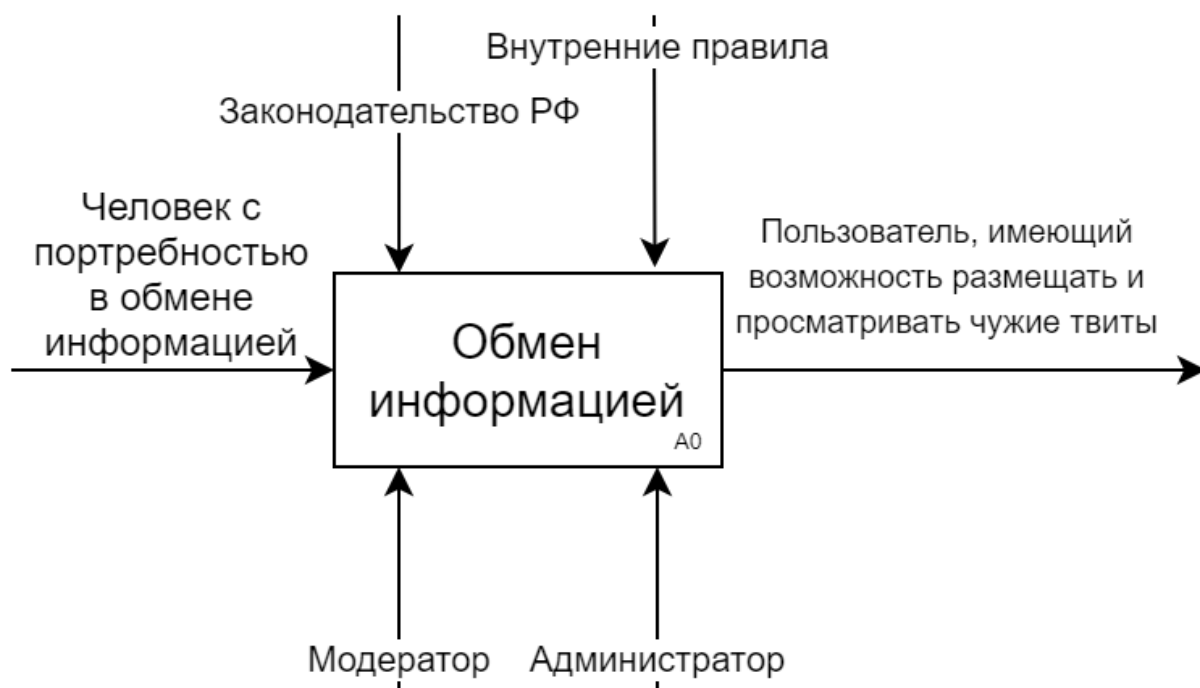 Внутренние правила
Законодательство РФ
Человек с
портребностью
в обмене
информацией
Пользователь, имеющий
возможность размещать и
просматривать чужие твиты
Обмен
информацией
A0
Модератор
Администратор